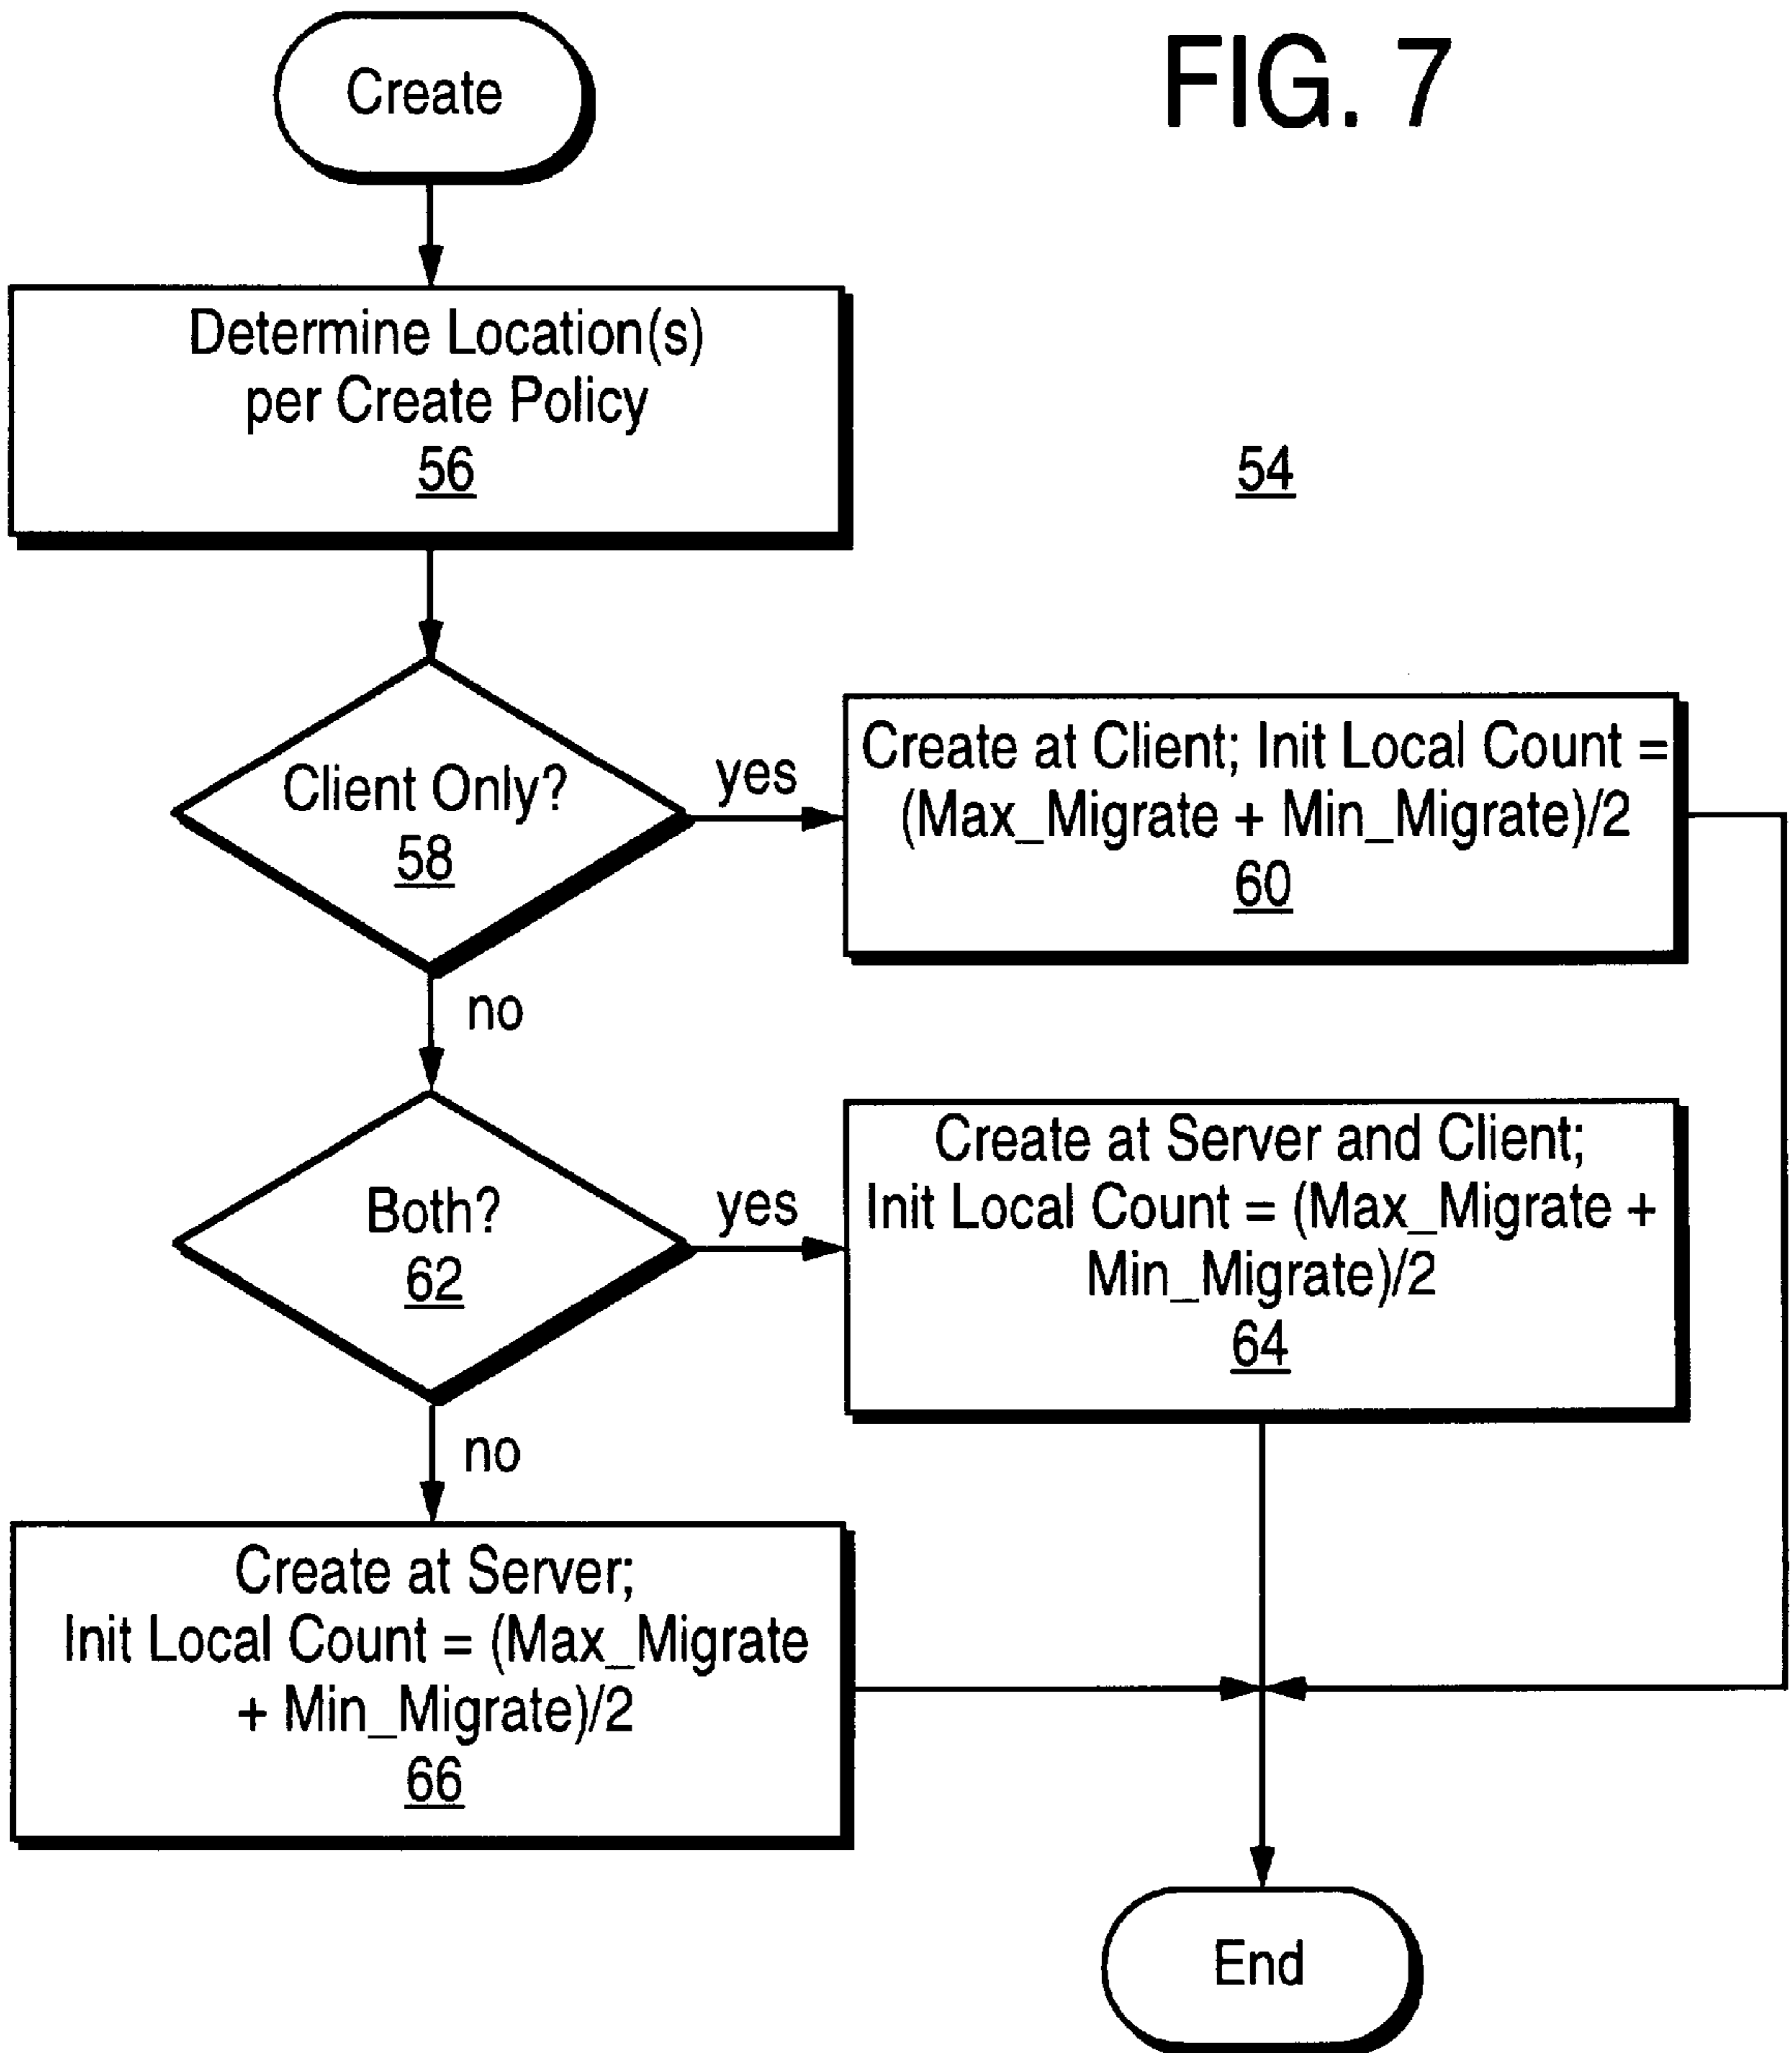 FIG. 7
Create
Determine Location(s)
per Create Policy
56
54
Client Only?
58
yes
Create at Client; Init Local Count =
(Max_Migrate + Min_Migrate)/2
60
no
Both?
62
yes
Create at Server and Client;
Init Local Count = (Max_Migrate +
Min_Migrate)/2
64
no
Create at Server;
Init Local Count = (Max_Migrate
+ Min_Migrate)/2
66
End